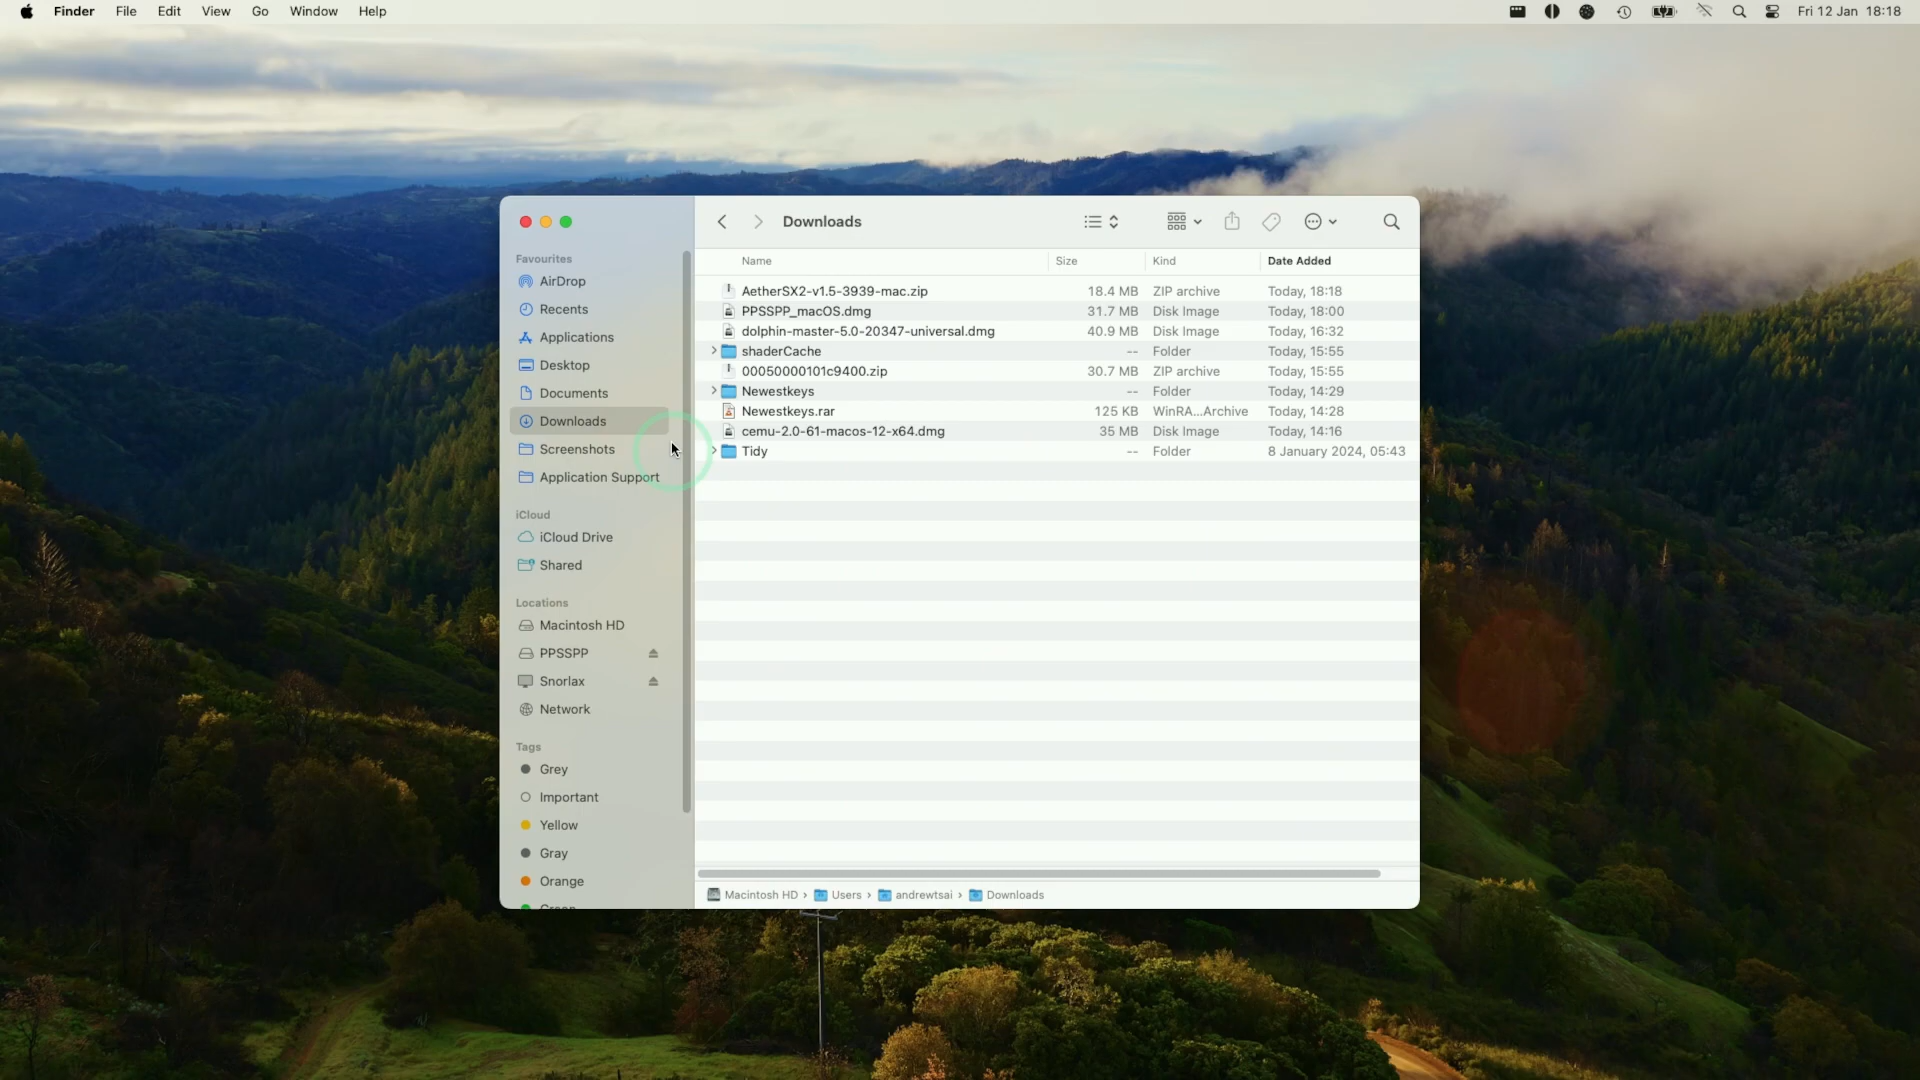 Finder File Edit View Go Window Help Fri 12 Jan 18:18
Downloads
Favourites
AirDrop
Recents
Applications
Desktop
Documents
Downloads
Screenshots
Application Support
iCloud
iCloud Drive
Shared
Locations
Macintosh HD
PPSSPP
Snorlax
Network
Tags
Grey
Important
Yellow
Gray
Orange
Green
Name Size Kind Date Added
AetherSX2-v1.5-3939-mac.zip 18.4 MB ZIP archive Today, 18:18
PPSSPP_macOS.dmg 31.7 MB Disk Image Today, 18:00
dolphin-master-5.0-20347-universal.dmg 40.9 MB Disk Image Today, 16:32
shaderCache -- Folder Today, 15:55
00050000101c9400.zip 30.7 MB ZIP archive Today, 15:55
Newestkeys -- Folder Today, 14:29
Newestkeys.rar 125 KB WinRA...Archive Today, 14:28
cemu-2.0-61-macos-12-x64.dmg 35 MB Disk Image Today, 14:16
Tidy -- Folder 8 January 2024, 05:43
Macintosh HD › Users › andrewtsai › Downloads